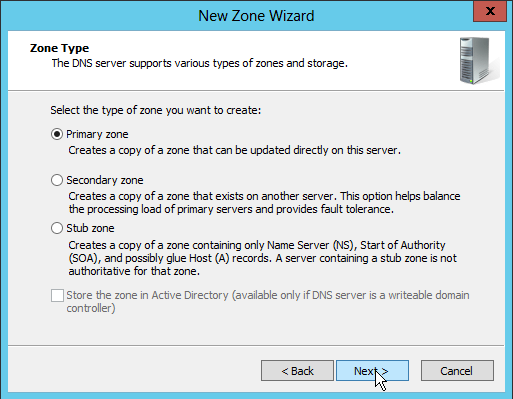 New Zone Wizard
X
Zone Type
The DNS server supports various types of zones and storage.
Select the type of zone you want to create:
Primary zone
Creates a copy of a zone that can be updated directly on this server.
Secondary zone
Creates a copy of a zone that exists on another server. This option helps balance
the processing load of primary servers and provides fault tolerance.
Stub zone
Creates a copy of a zone containing only Name Server (NS), Start of Authority
(SOA), and possibly glue Host (A) records. A server containing a stub zone is not
authoritative for that zone.
Store the zone in Active Directory (available only if DNS server is a writeable domain
controller)
< Back Next > Cancel